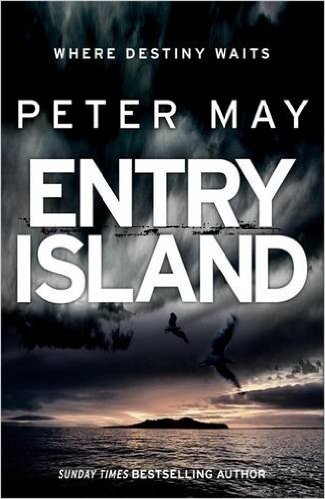 WHERE DESTINY WAITS
PETER MAY
ENTRY
ISLAND
SUNDAY TIMES BESTSELLING AUTHOR